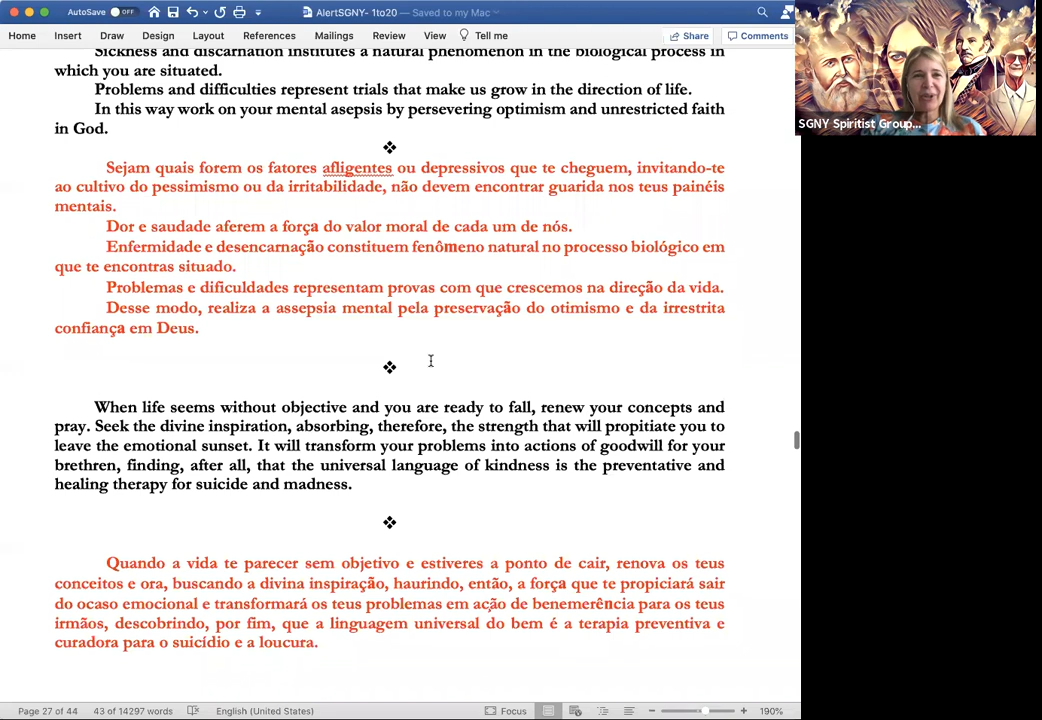 AutoSave OFF AlertSGNY- 1to20 — Saved to my Mac
Home Insert Draw Design Layout References Mailings Review View Tell me Share Comments
SGNY Spiritist Group...
Sickness and discarnation institutes a natural phenomenon in the biological process in
which you are situated.
Problems and difficulties represent trials that make us grow in the direction of life.
In this way work on your mental asepsis by persevering optimism and unrestricted faith
in God.
❖
Sejam quais forem os fatores afligentes ou depressivos que te cheguem, invitando-te
ao cultivo do pessimismo ou da irritabilidade, não devem encontrar guarida nos teus painéis
mentais.
Dor e saudade aferem a força do valor moral de cada um de nós.
Enfermidade e desencarnação constituem fenômeno natural no processo biológico em
que te encontras situado.
Problemas e dificuldades representam provas com que crescemos na direção da vida.
Desse modo, realiza a assepsia mental pela preservação do otimismo e da irrestrita
confiança em Deus.
❖
When life seems without objective and you are ready to fall, renew your concepts and
pray. Seek the divine inspiration, absorbing, therefore, the strength that will propitiate you to
leave the emotional sunset. It will transform your problems into actions of goodwill for your
brethren, finding, after all, that the universal language of kindness is the preventative and
healing therapy for suicide and madness.
❖
Quando a vida te parecer sem objetivo e estiveres a ponto de cair, renova os teus
conceitos e ora, buscando a divina inspiração, haurindo, então, a força que te propiciará sair
do ocaso emocional e transformará os teus problemas em ação de benemerência para os teus
irmãos, descobrindo, por fim, que a linguagem universal do bem é a terapia preventiva e
curadora para o suicídio e a loucura.
Page 27 of 44 43 of 14297 words English (United States) Focus 190%